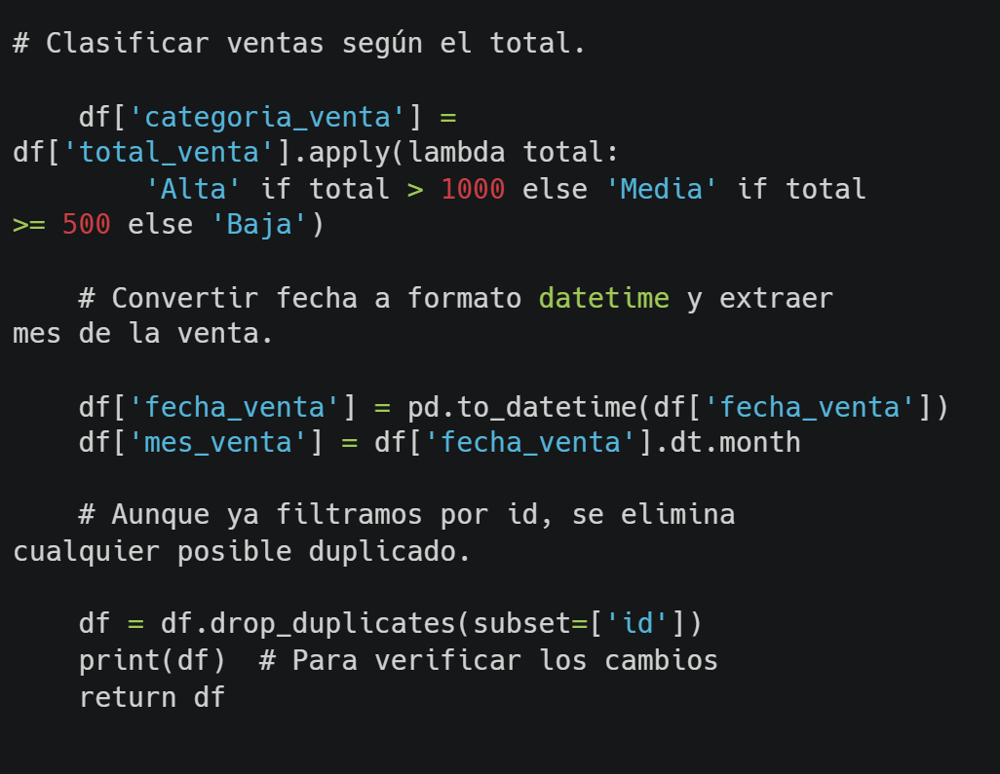 # Clasificar ventas según el total.
    df['categoria_venta'] =
df['total_venta'].apply(lambda total:
        'Alta' if total > 1000 else 'Media' if total
>= 500 else 'Baja')
    # Convertir fecha a formato datetime y extraer
mes de la venta.
    df['fecha_venta'] = pd.to_datetime(df['fecha_venta'])
    df['mes_venta'] = df['fecha_venta'].dt.month
    # Aunque ya filtramos por id, se elimina
cualquier posible duplicado.
    df = df.drop_duplicates(subset=['id'])
    print(df)  # Para verificar los cambios
    return df